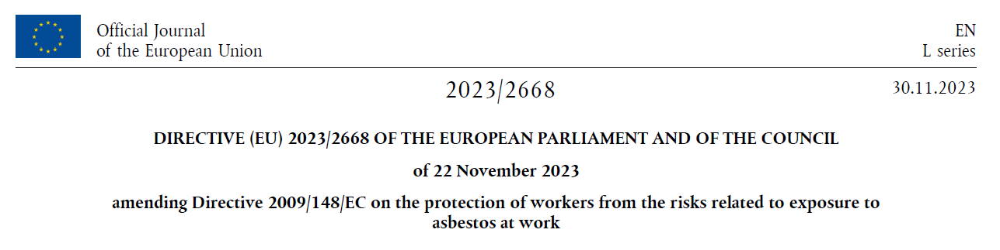 Official Journal
of the European Union
EN
L series
2023/2668
30.11.2023
DIRECTIVE (EU) 2023/2668 OF THE EUROPEAN PARLIAMENT AND OF THE COUNCIL
of 22 November 2023
amending Directive 2009/148/EC on the protection of workers from the risks related to exposure to
asbestos at work